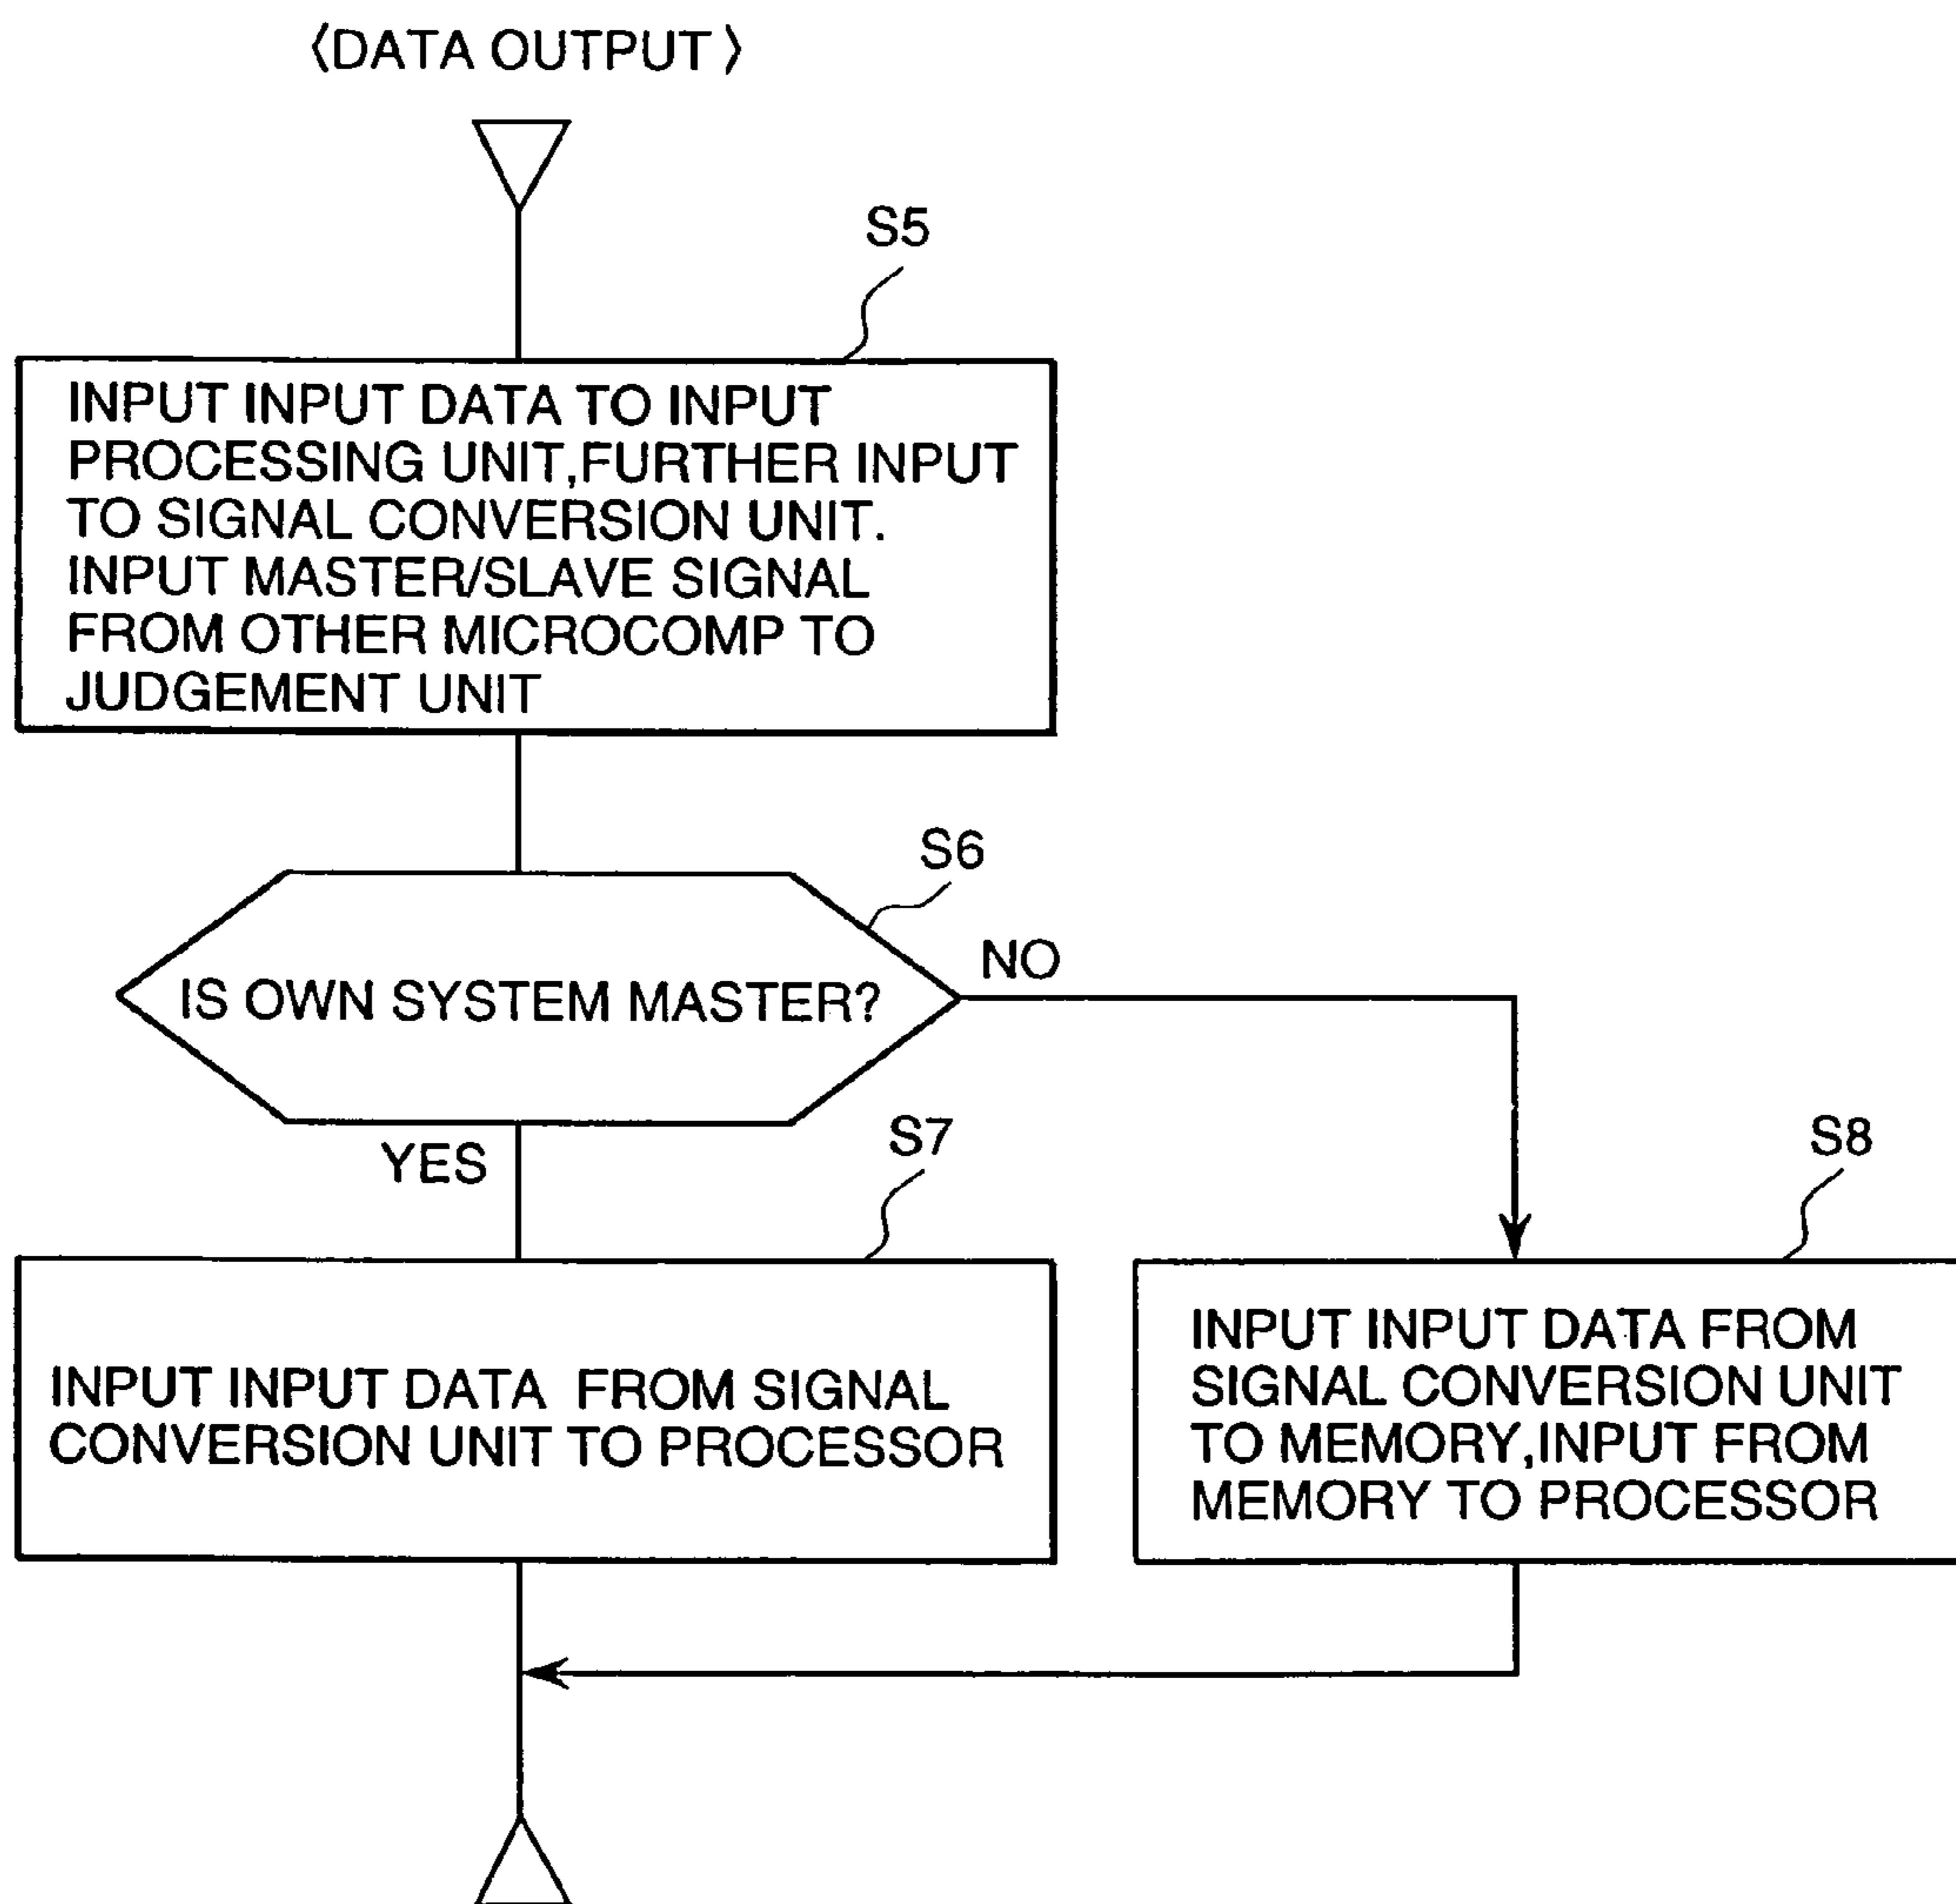 〈DATA OUTPUT〉
S5
INPUT INPUT DATA TO INPUT
PROCESSING UNIT,FURTHER INPUT
TO SIGNAL CONVERSION UNIT.
INPUT MASTER/SLAVE SIGNAL
FROM OTHER MICROCOMP TO
JUDGEMENT UNIT
S6
IS OWN SYSTEM MASTER?
NO
YES
S7
INPUT INPUT DATA FROM SIGNAL
CONVERSION UNIT TO PROCESSOR
S8
INPUT INPUT DATA FROM
SIGNAL CONVERSION UNIT
TO MEMORY,INPUT FROM
MEMORY TO PROCESSOR